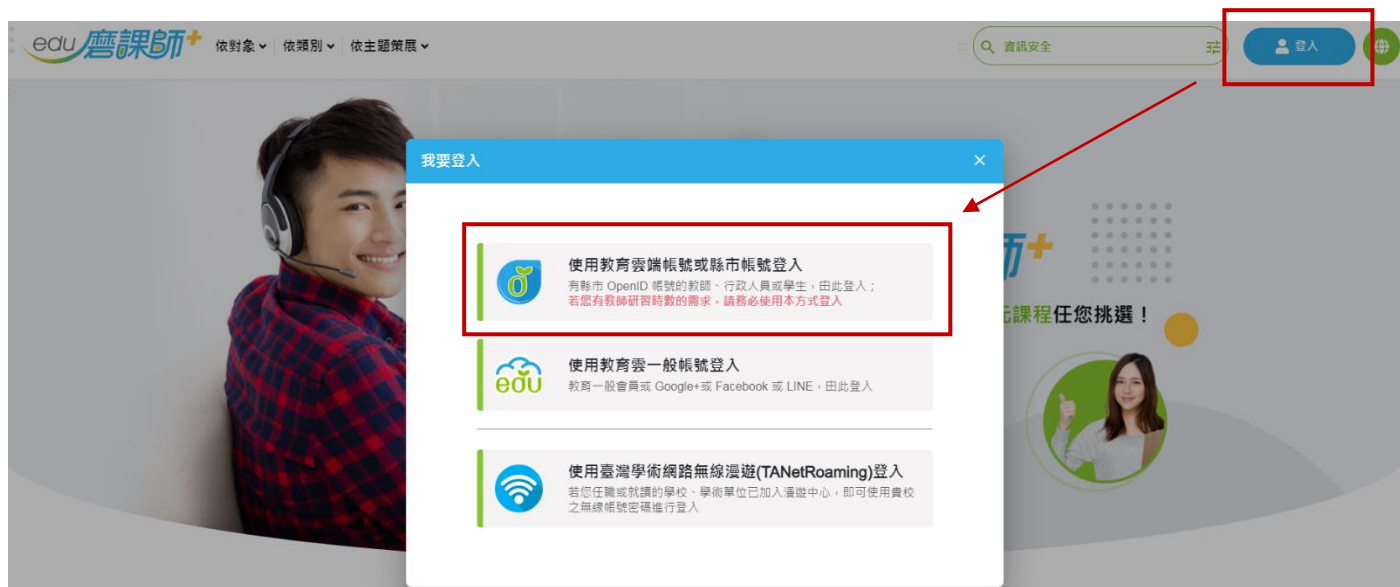 edu磨課師+
依對象
依類別
依主題策展
資訊安全
登入
我要登入
×
使用教育雲端帳號或縣市帳號登入
有縣市 OpenID 帳號的教師、行政人員或學生，由此登入；
若您有教師研習時數的需求，請務必使用本方式登入
師+
課程任您挑選！
edu
使用教育雲一般帳號登入
教育一般會員或 Google+或 Facebook 或 LINE，由此登入
使用臺灣學術網路無線漫遊(TANetRoaming)登入
若您任職或就讀的學校、學術單位已加入漫遊中心，即可使用貴校
之無線帳號密碼進行登入